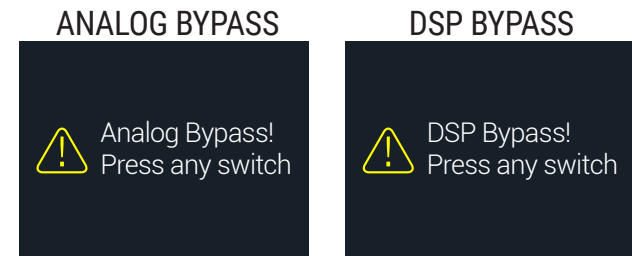 ANALOG BYPASS
Analog Bypass!
Press any switch
DSP BYPASS
DSP Bypass!
Press any switch